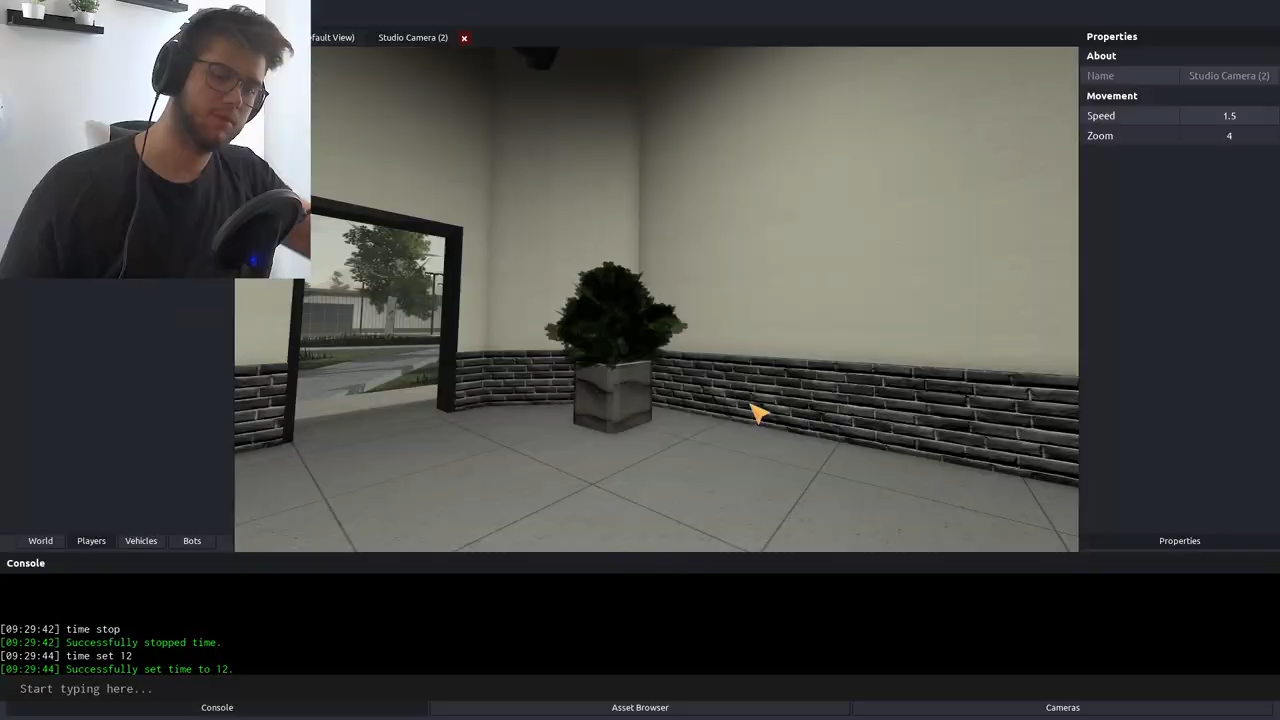 efault View)
Studio Camera (2)
Properties
About
Name Studio Camera (2)
Movement
Speed 1.5
Zoom 4
World Players Vehicles Bots
Properties
Console
[09:29:42] time stop
[09:29:42] Successfully stopped time.
[09:29:44] time set 12
[09:29:44] Successfully set time to 12.
Start typing here...
Console Asset Browser Cameras